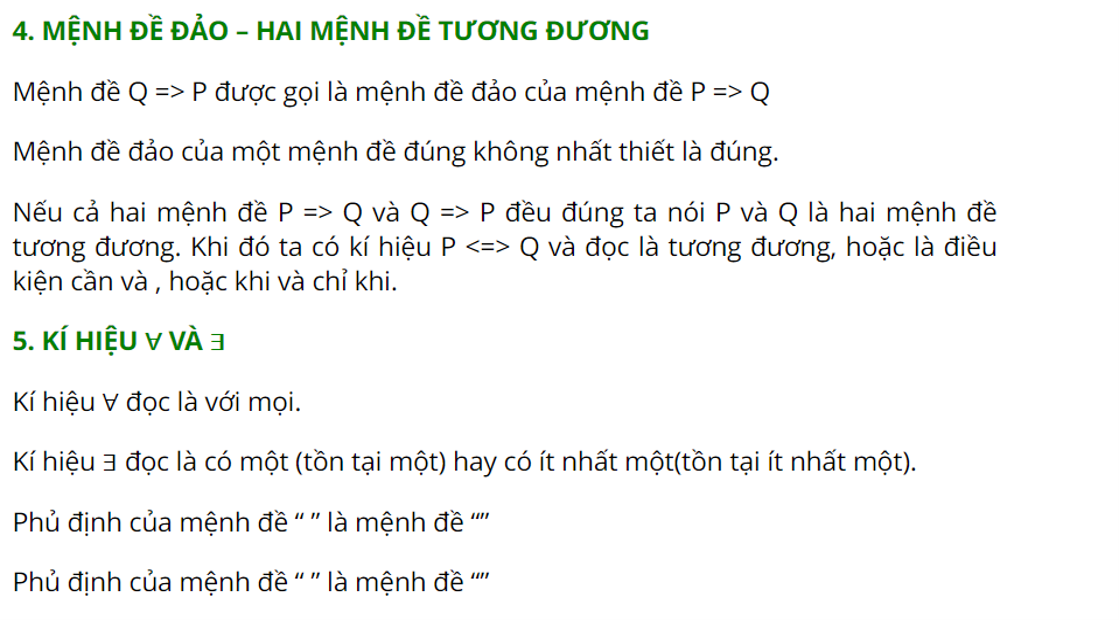 4. MỆNH ĐỀ ĐẢO – HAI MỆNH ĐỀ TƯƠNG ĐƯƠNG
Mệnh đề Q => P được gọi là mệnh đề đảo của mệnh đề P => Q
Mệnh đề đảo của một mệnh đề đúng không nhất thiết là đúng.
Nếu cả hai mệnh đề P => Q và Q => P đều đúng ta nói P và Q là hai mệnh đề
tương đương. Khi đó ta có kí hiệu P <=> Q và đọc là tương đương, hoặc là điều
kiện cần và , hoặc khi và chỉ khi.
5. KÍ HIỆU ∀ VÀ ∃
Kí hiệu ∀ đọc là với mọi.
Kí hiệu ∃ đọc là có một (tồn tại một) hay có ít nhất một(tồn tại ít nhất một).
Phủ định của mệnh đề “ ” là mệnh đề “”
Phủ định của mệnh đề “ ” là mệnh đề “”